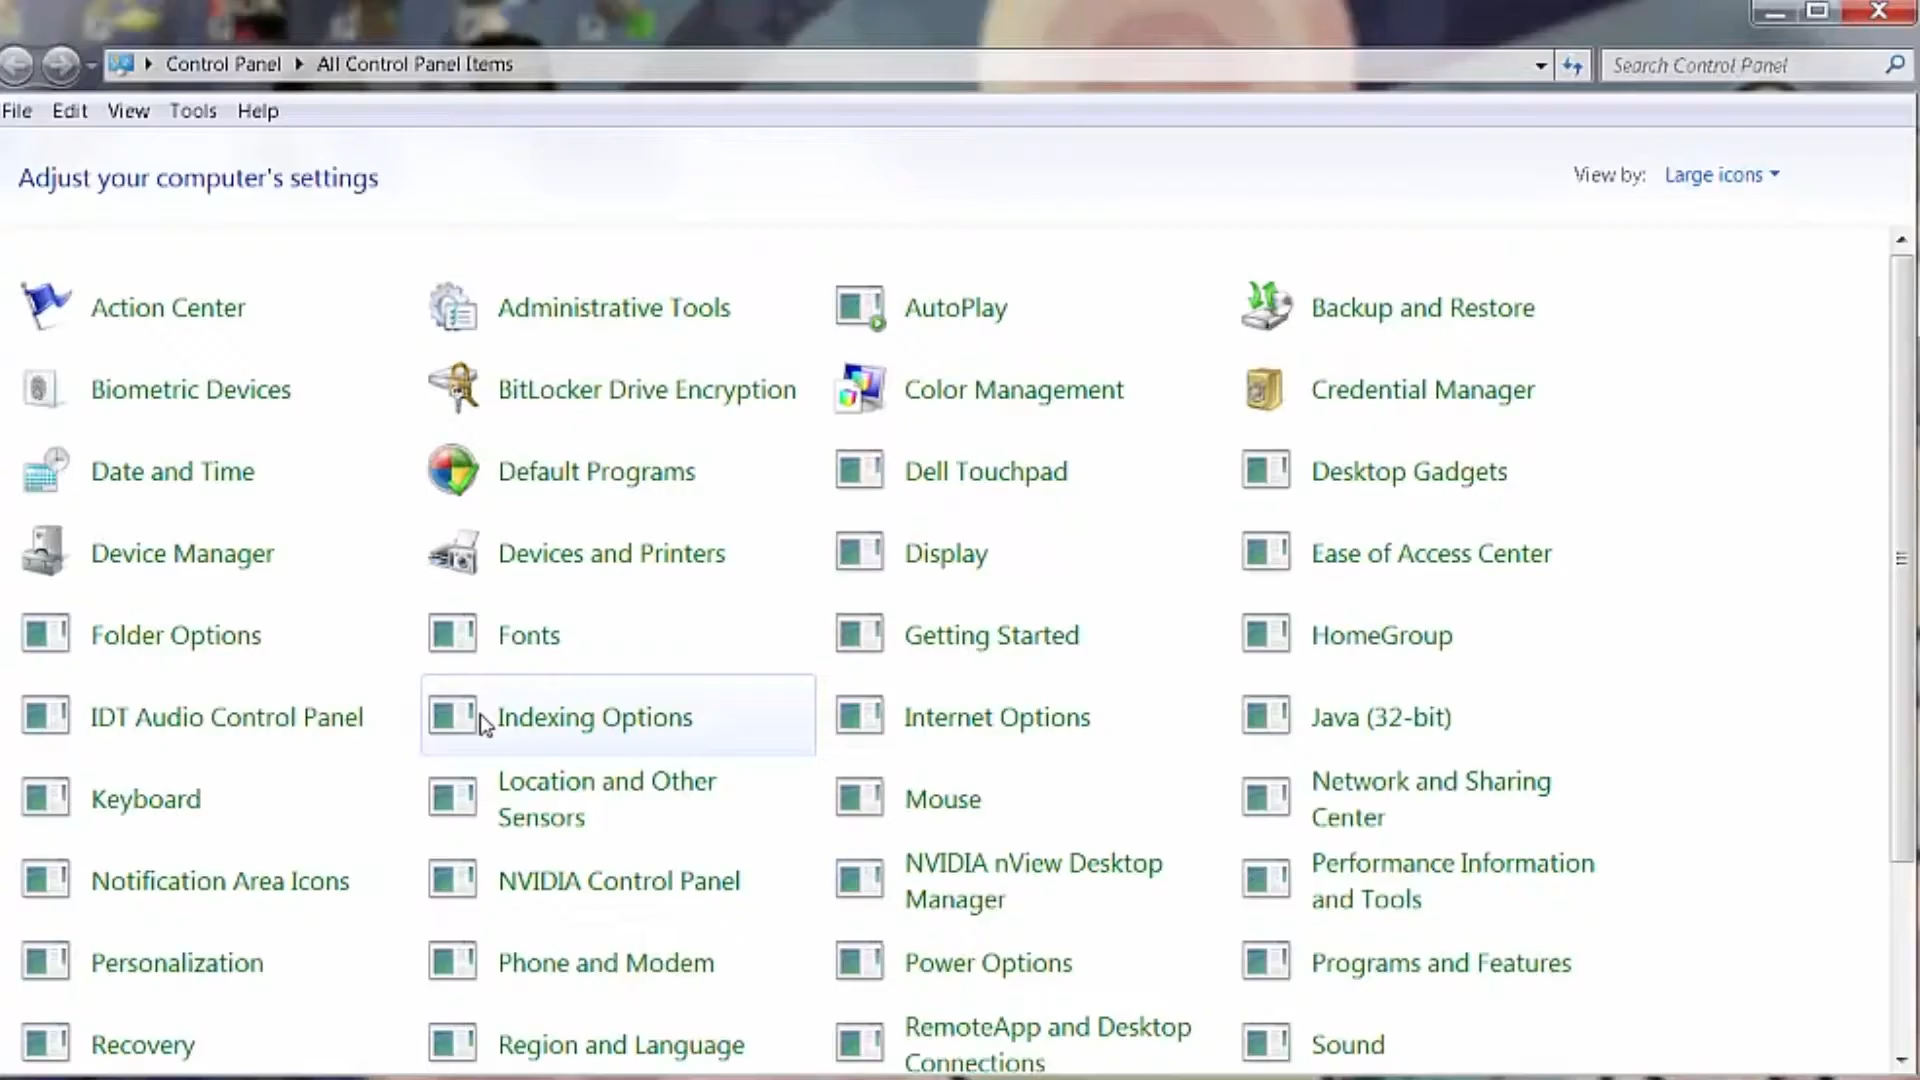 Control Panel All Control Panel Items Search Control Panel
File Edit View Tools Help
Adjust your computer's settings View by: Large icons
Action Center Administrative Tools AutoPlay Backup and Restore
Biometric Devices BitLocker Drive Encryption Color Management Credential Manager
Date and Time Default Programs Dell Touchpad Desktop Gadgets
Device Manager Devices and Printers Display Ease of Access Center
Folder Options Fonts Getting Started HomeGroup
IDT Audio Control Panel Indexing Options Internet Options Java (32-bit)
Keyboard Location and Other Sensors Mouse Network and Sharing Center
Notification Area Icons NVIDIA Control Panel NVIDIA nView Desktop Manager Performance Information and Tools
Personalization Phone and Modem Power Options Programs and Features
Recovery Region and Language RemoteApp and Desktop Connections Sound